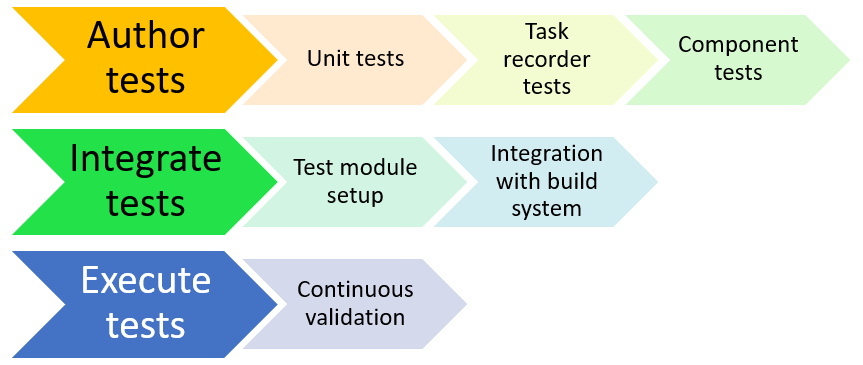 Author
tests
Unit tests
Task
recorder
tests
Component
tests
Integrate
tests
Test module
setup
Integration
with build
system
Execute
tests
Continuous
validation